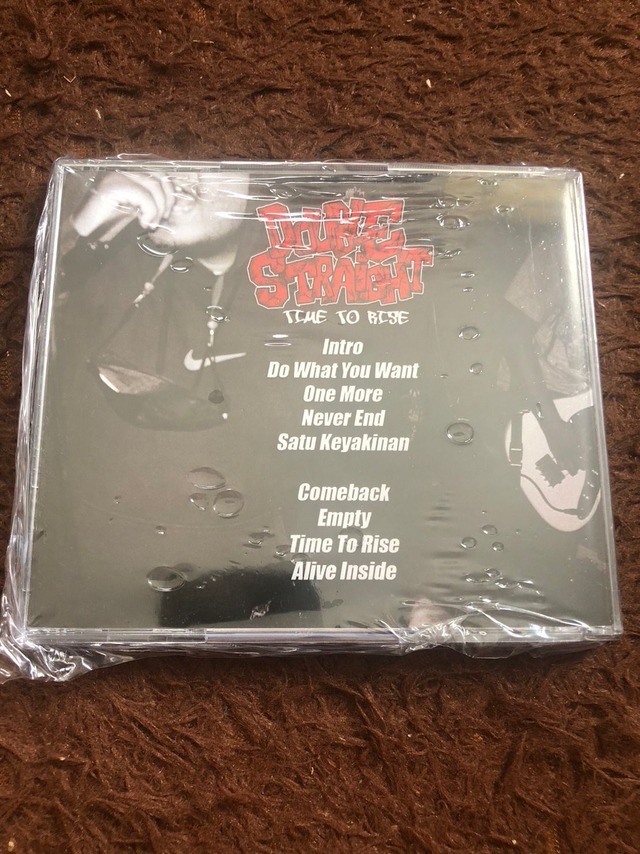 DOUBLE
STRAIGHT
TIME TO RISE
Intro
Do What You Want
One More
Never End
Satu Keyakinan
Comeback
Empty
Time To Rise
Alive Inside